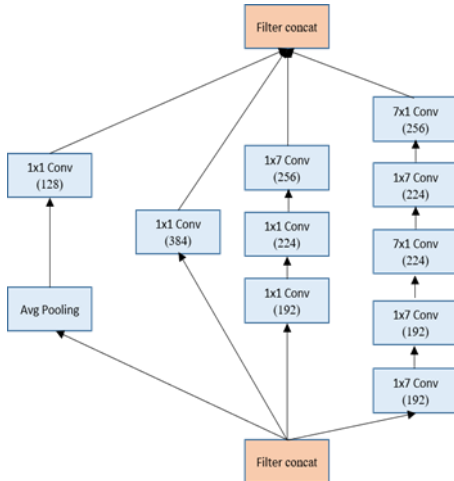 Filter concat
7x1 Conv
(256)
1x1 Conv
(128)
1x7 Conv
(256)
1x7 Conv
(224)
1x1 Conv
(384)
1x1 Conv
(224)
7x1 Conv
(224)
Avg Pooling
1x1 Conv
(192)
1x7 Conv
(192)
1x7 Conv
(192)
Filter concat